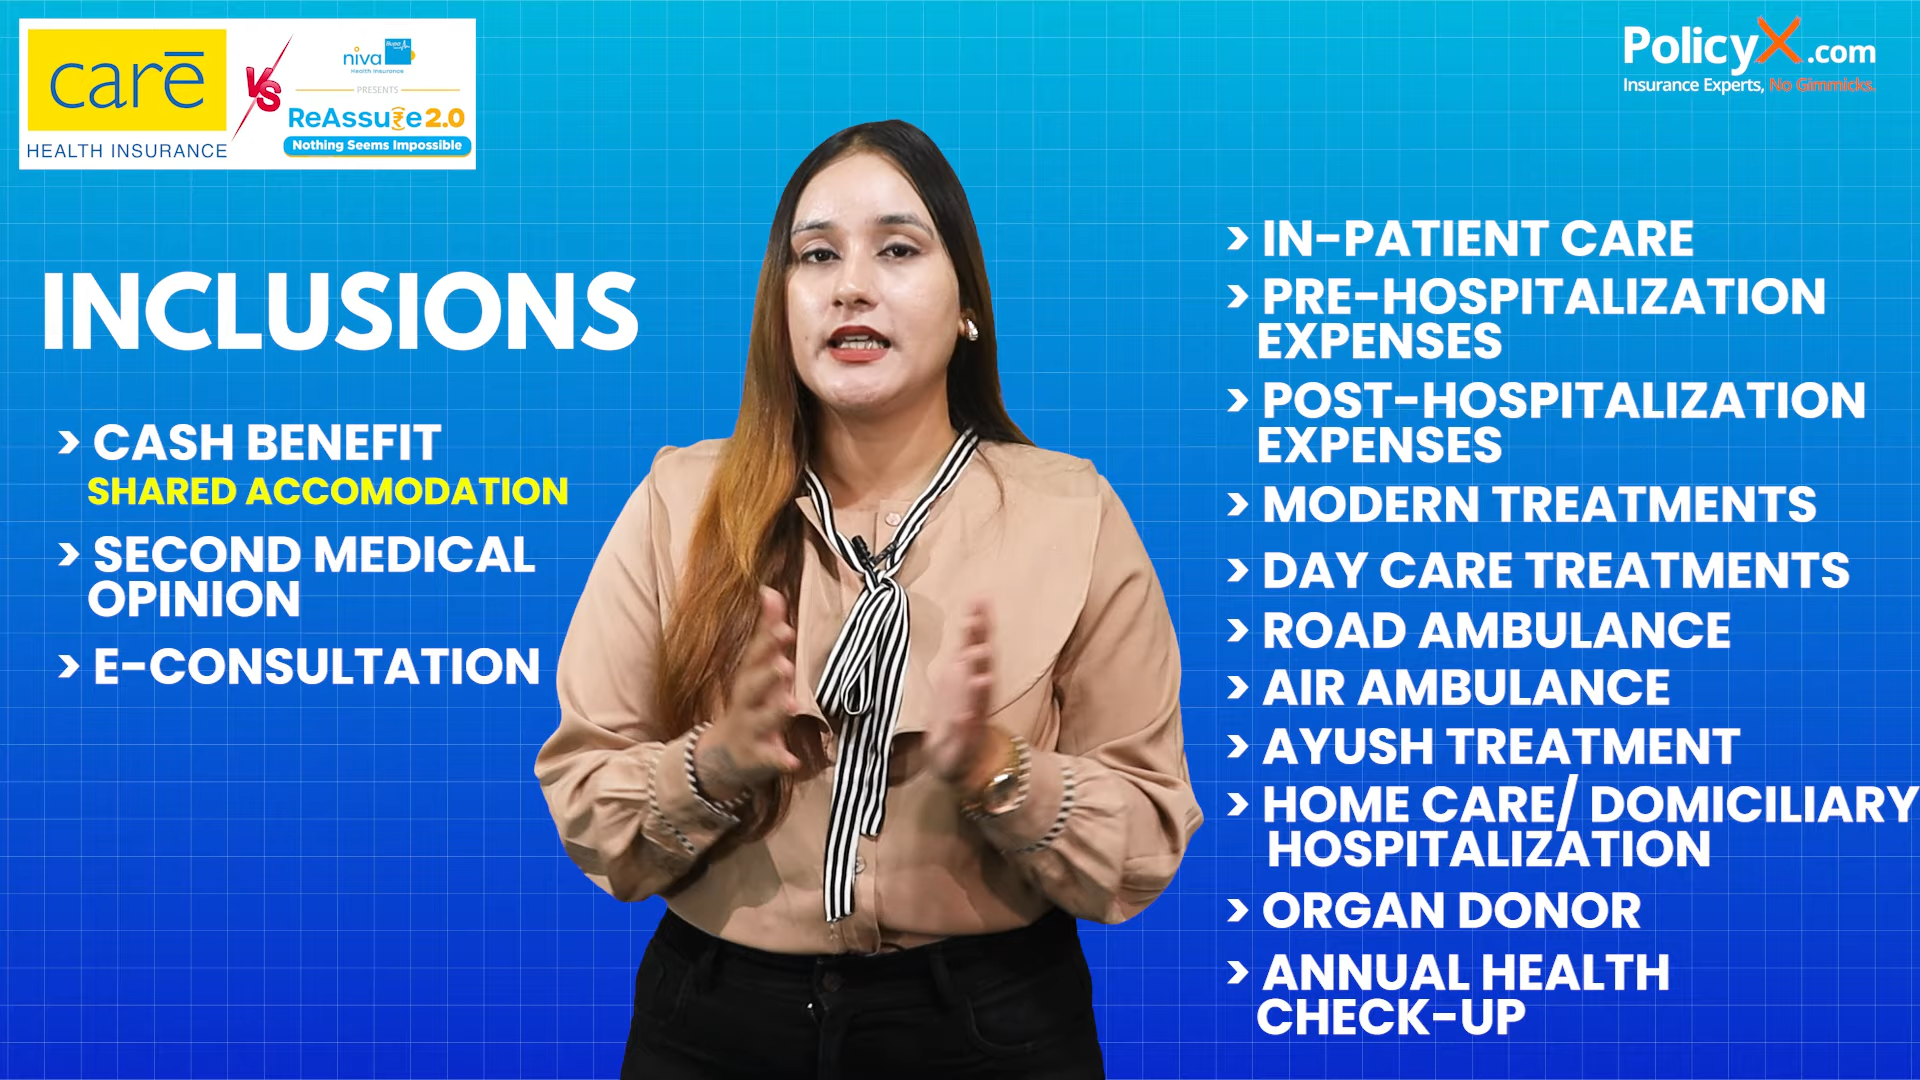 carē
HEALTH INSURANCE
VS
niva Bupa
Health Insurance
PRESENTS
ReAssure 2.0
Nothing Seems Impossible
PolicyX.com
Insurance Experts, No Gimmicks.
INCLUSIONS
> CASH BENEFIT
SHARED ACCOMODATION
> SECOND MEDICAL
OPINION
> E-CONSULTATION
> IN-PATIENT CARE
> PRE-HOSPITALIZATION
EXPENSES
> POST-HOSPITALIZATION
EXPENSES
> MODERN TREATMENTS
> DAY CARE TREATMENTS
> ROAD AMBULANCE
> AIR AMBULANCE
> AYUSH TREATMENT
> HOME CARE/ DOMICILIARY
HOSPITALIZATION
> ORGAN DONOR
> ANNUAL HEALTH
CHECK-UP